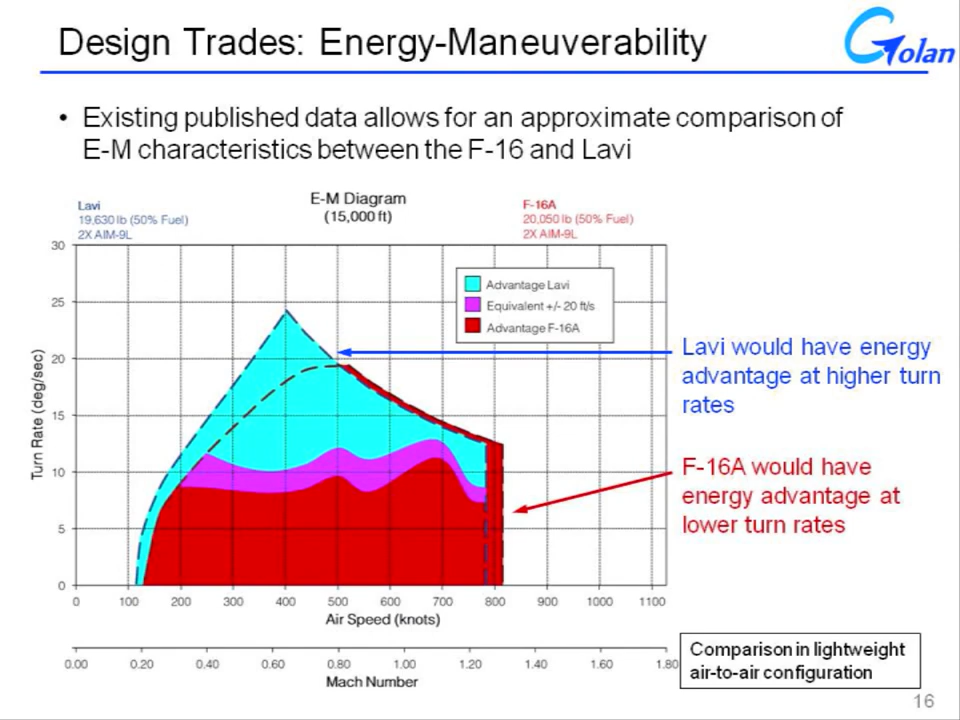 Design Trades: Energy-Maneuverability
Golan
• Existing published data allows for an approximate comparison of
E-M characteristics between the F-16 and Lavi
Lavi
19,630 lb (50% Fuel)
2X AIM-9L
E-M Diagram
(15,000 ft)
F-16A
20,050 lb (50% Fuel)
2X AIM-9L
30
25
20
15
10
5
0
Turn Rate (deg/sec)
Advantage Lavi
Equivalent +/- 20 ft/s
Advantage F-16A
Lavi would have energy
advantage at higher turn
rates
F-16A would have
energy advantage at
lower turn rates
0 100 200 300 400 500 600 700 800 900 1000 1100
Air Speed (knots)
0.00 0.20 0.40 0.60 0.80 1.00 1.20 1.40 1.60 1.80
Mach Number
Comparison in lightweight
air-to-air configuration
16